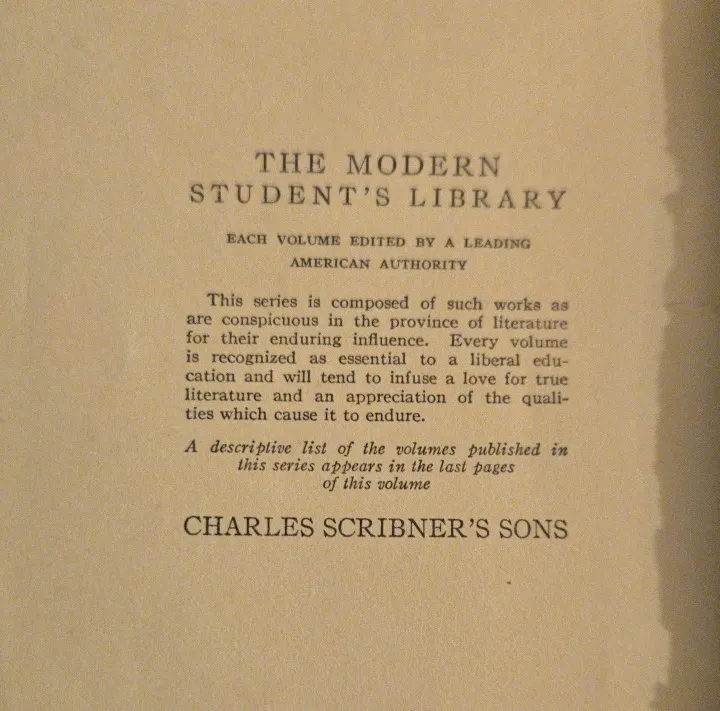 THE MODERN
STUDENT'S LIBRARY
EACH VOLUME EDITED BY A LEADING
AMERICAN AUTHORITY
This series is composed of such works as
are conspicuous in the province of literature
for their enduring influence. Every volume
is recognized as essential to a liberal edu-
cation and will tend to infuse a love for true
literature and an appreciation of the quali-
ties which cause it to endure.
A descriptive list of the volumes published in
this series appears in the last pages
of this volume
CHARLES SCRIBNER'S SONS